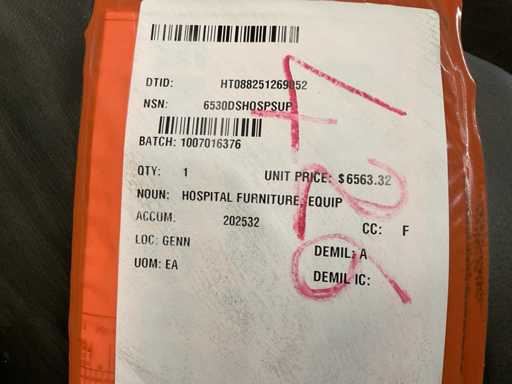 DTID: HT088251269052
NSN: 6530DSHOSPSUP
BATCH: 1007016376
QTY: 1 UNIT PRICE: $6563.32
NOUN: HOSPITAL FURNITURE, EQUIP
ACCUM: 202532
CC: F
LOC: GENN
DEMIL: A
UOM: EA
DEMIL IC: